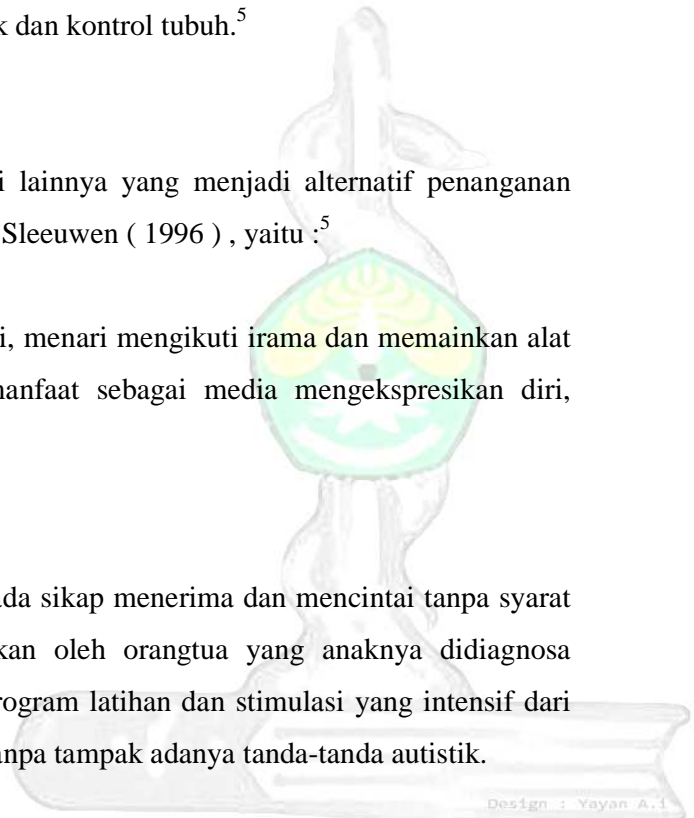 k dan kontrol tubuh.5
i lainnya yang menjadi alternatif penanganan
Sleeuwen ( 1996 ) , yaitu :5
i, menari mengikuti irama dan memainkan alat
manfaat sebagai media mengekspresikan diri,
ada sikap menerima dan mencintai tanpa syarat
kan oleh orangtua yang anaknya didiagnosa
rogram latihan dan stimulasi yang intensif dari
anpa tampak adanya tanda-tanda autistik.
Design : Yayan A.i